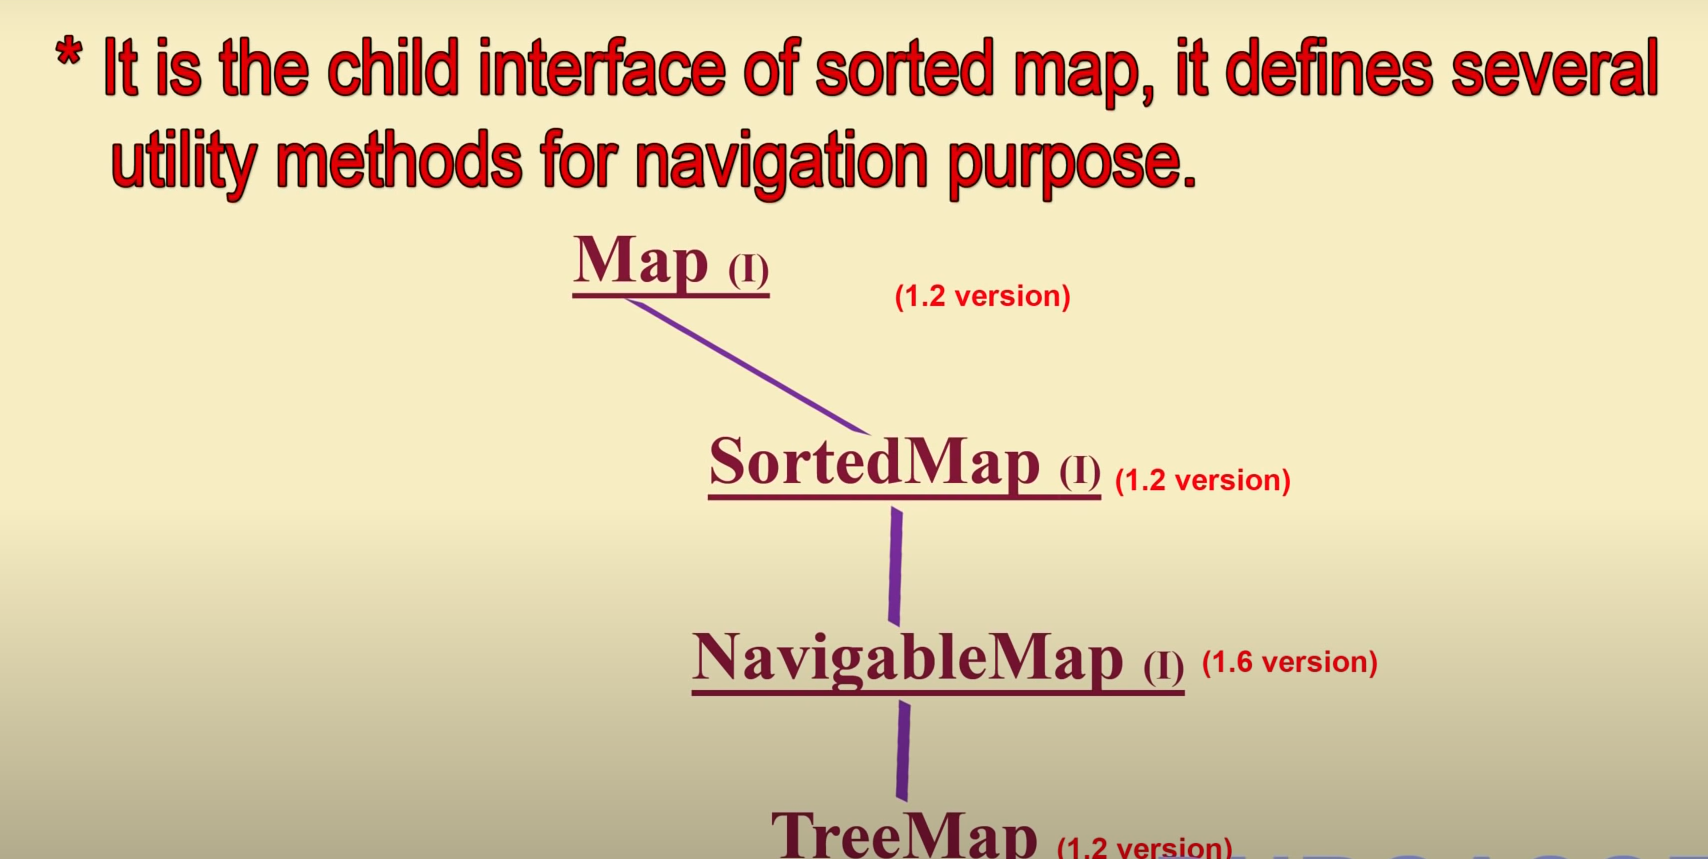 * It is the child interface of sorted map, it defines several
utility methods for navigation purpose.
Map (I)
(1.2 version)
SortedMap (I) (1.2 version)
NavigableMap (I) (1.6 version)
TreeMap (1.2 version)